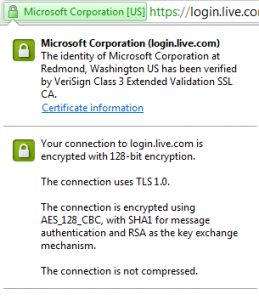 Microsoft Corporation [US] https://login.live.co
Microsoft Corporation (login.live.com)
The identity of Microsoft Corporation at
Redmond, Washington US has been verified
by VeriSign Class 3 Extended Validation SSL
CA.
Certificate information
Your connection to login.live.com is
encrypted with 128-bit encryption.
The connection uses TLS 1.0.
The connection is encrypted using
AES_128_CBC, with SHA1 for message
authentication and RSA as the key exchange
mechanism.
The connection is not compressed.